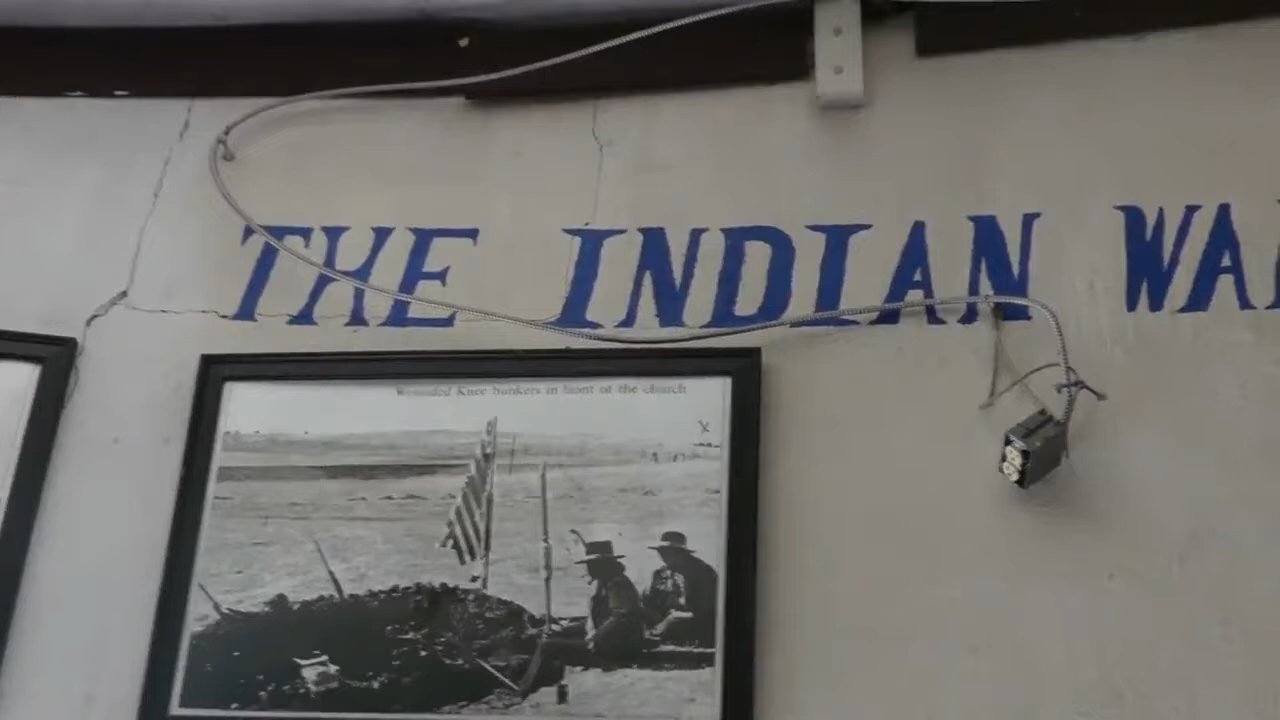 THE INDIAN WA
Wounded Knee bunkers in front of the church
X